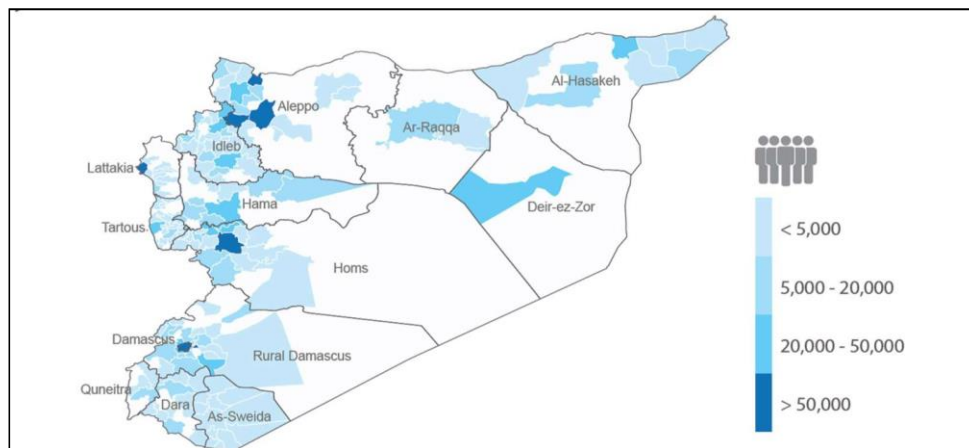 Aleppo
Al-Hasakeh
Ar-Raqqa
Idleb
Lattakia
Hama
Deir-ez-Zor
Tartous
Homs
Damascus
Rural Damascus
Quneitra
Dara
As-Sweida
< 5,000
5,000 - 20,000
20,000 - 50,000
> 50,000